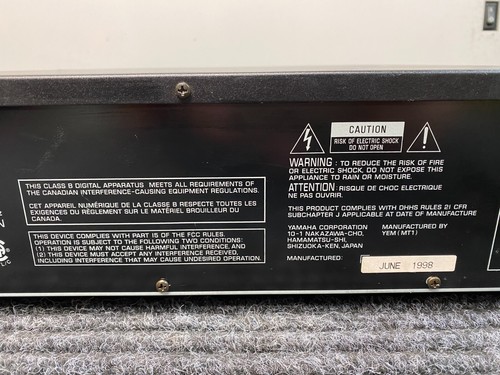 CAUTION
RISK OF ELECTRIC SHOCK
DO NOT OPEN
WARNING : TO REDUCE THE RISK OF FIRE
OR ELECTRIC SHOCK, DO NOT EXPOSE THIS
APPLIANCE TO RAIN OR MOISTURE.
ATTENTION : RISQUE DE CHOC ELECTRIQUE
NE PAS OUVRIR.
THIS PRODUCT COMPLIES WITH DHHS RULES 21 CFR
SUBCHAPTER J APPLICABLE AT DATE OF MANUFACTURE
YAMAHA CORPORATION
10-1 NAKAZAWA-CHO,
HAMAMATSU-SHI,
SHIZUOKA-KEN, JAPAN
MANUFACTURED BY
YEM (MT1)
MANUFACTURED:
JUNE 1998
THIS CLASS B DIGITAL APPARATUS MEETS ALL REQUIREMENTS OF
THE CANADIAN INTERFERENCE-CAUSING EQUIPMENT REGULATIONS.
CET APPAREIL NUMÉRIQUE DE LA CLASSE B RESPECTE TOUTES LES
EXIGENCES DU RÈGLEMENT SUR LE MATÉRIEL BROUILLEUR DU
CANADA.
THIS DEVICE COMPLIES WITH PART 15 OF THE FCC RULES.
OPERATION IS SUBJECT TO THE FOLLOWING TWO CONDITIONS:
(1) THIS DEVICE MAY NOT CAUSE HARMFUL INTERFERENCE, AND
(2) THIS DEVICE MUST ACCEPT ANY INTERFERENCE RECEIVED,
INCLUDING INTERFERENCE THAT MAY CAUSE UNDESIRED OPERATION.